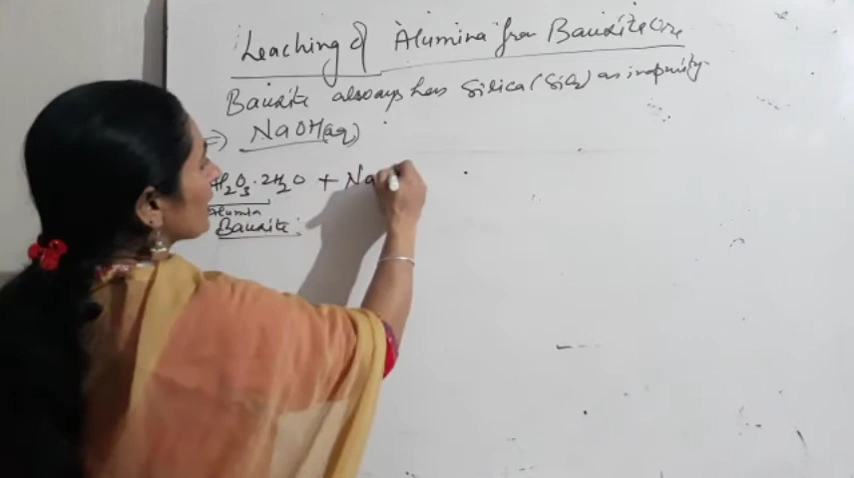 Leaching of Alumina from Bauxite Ore
Bauxite always has Silica (SiO2) as impurity.
=) NaOH(aq)
Al2O3.2H2O + Na
Alumin
Bauxite: